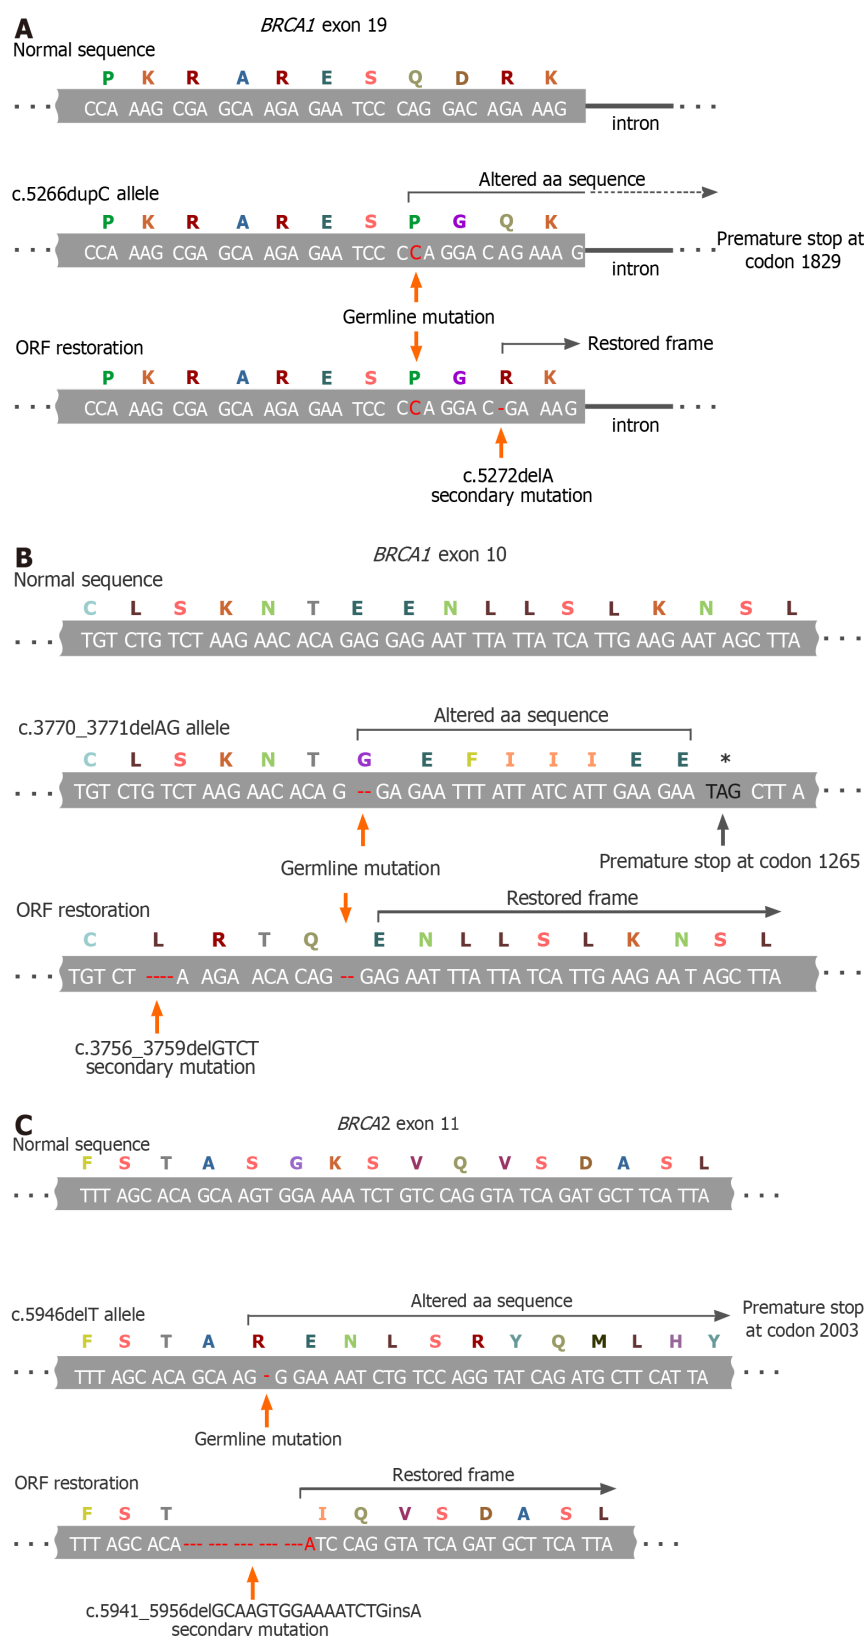 A
BRCA1 exon 19
Normal sequence
P K R A R E S Q D R K
. . . CCA AAG CGA GCA AGA GAA TCC CAG GAC AGA AAG . . .
intron
Altered aa sequence
c.5266dupC allele
P K R A R E S P G Q K
. . . CCA AAG CGA GCA AGA GAA TCC CCAGGACAGAAAG . . .
Premature stop at
codon 1829
intron
Germline mutation
ORF restoration
Restored frame
P K R A R E S P G R K
. . . CCA AAG CGA GCA AGA GAA TCC CCAGGAC-GA AAG . . .
intron
c.5272delA
secondary mutation
B
BRCA1 exon 10
Normal sequence
C L S K N T E E N L L S L K N S L
. . . TGT CTG TCT AAG AAC ACA GAG GAG AAT TTA TTA TCA TTG AAG AAT AGC TTA . . .
Altered aa sequence
c.3770_3771delAG allele
C L S K N T G E F I I I E E *
. . . TGT CTG TCT AAG AAC ACA G -- GA GAA TTT ATT ATC ATT GAA GAA TAG CTT A . . .
Premature stop at codon 1265
Germline mutation
Restored frame
ORF restoration
C L R T Q E N L L S L K N S L
. . . TGT CT ----A AGA ACA CAG -- GAG AAT TTA TTA TCA TTG AAG AAT AGC TTA . . .
c.3756_3759delGTCT
secondary mutation
C
BRCA2 exon 11
Normal sequence
F S T A S G K S V Q V S D A S L
. . . TTT AGC ACA GCA AGT GGA AAA TCT GTC CAG GTA TCA GAT GCT TCA TTA . . .
Altered aa sequence
c.5946delT allele
Premature stop
at codon 2003
F S T A R E N L S R Y Q M L H Y
. . . TTT AGC ACA GCA AG - G GAA AAT CTG TCC AGG TAT CAG ATG CTT CAT TA . . .
Germline mutation
Restored frame
ORF restoration
F S T I Q V S D A S L
. . . TTT AGC ACA--- --- --- --- ---ATC CAG GTA TCA GAT GCT TCA TTA . . .
c.5941_5956delGCAAGTGGAAAATCTGinsA
secondary mutation